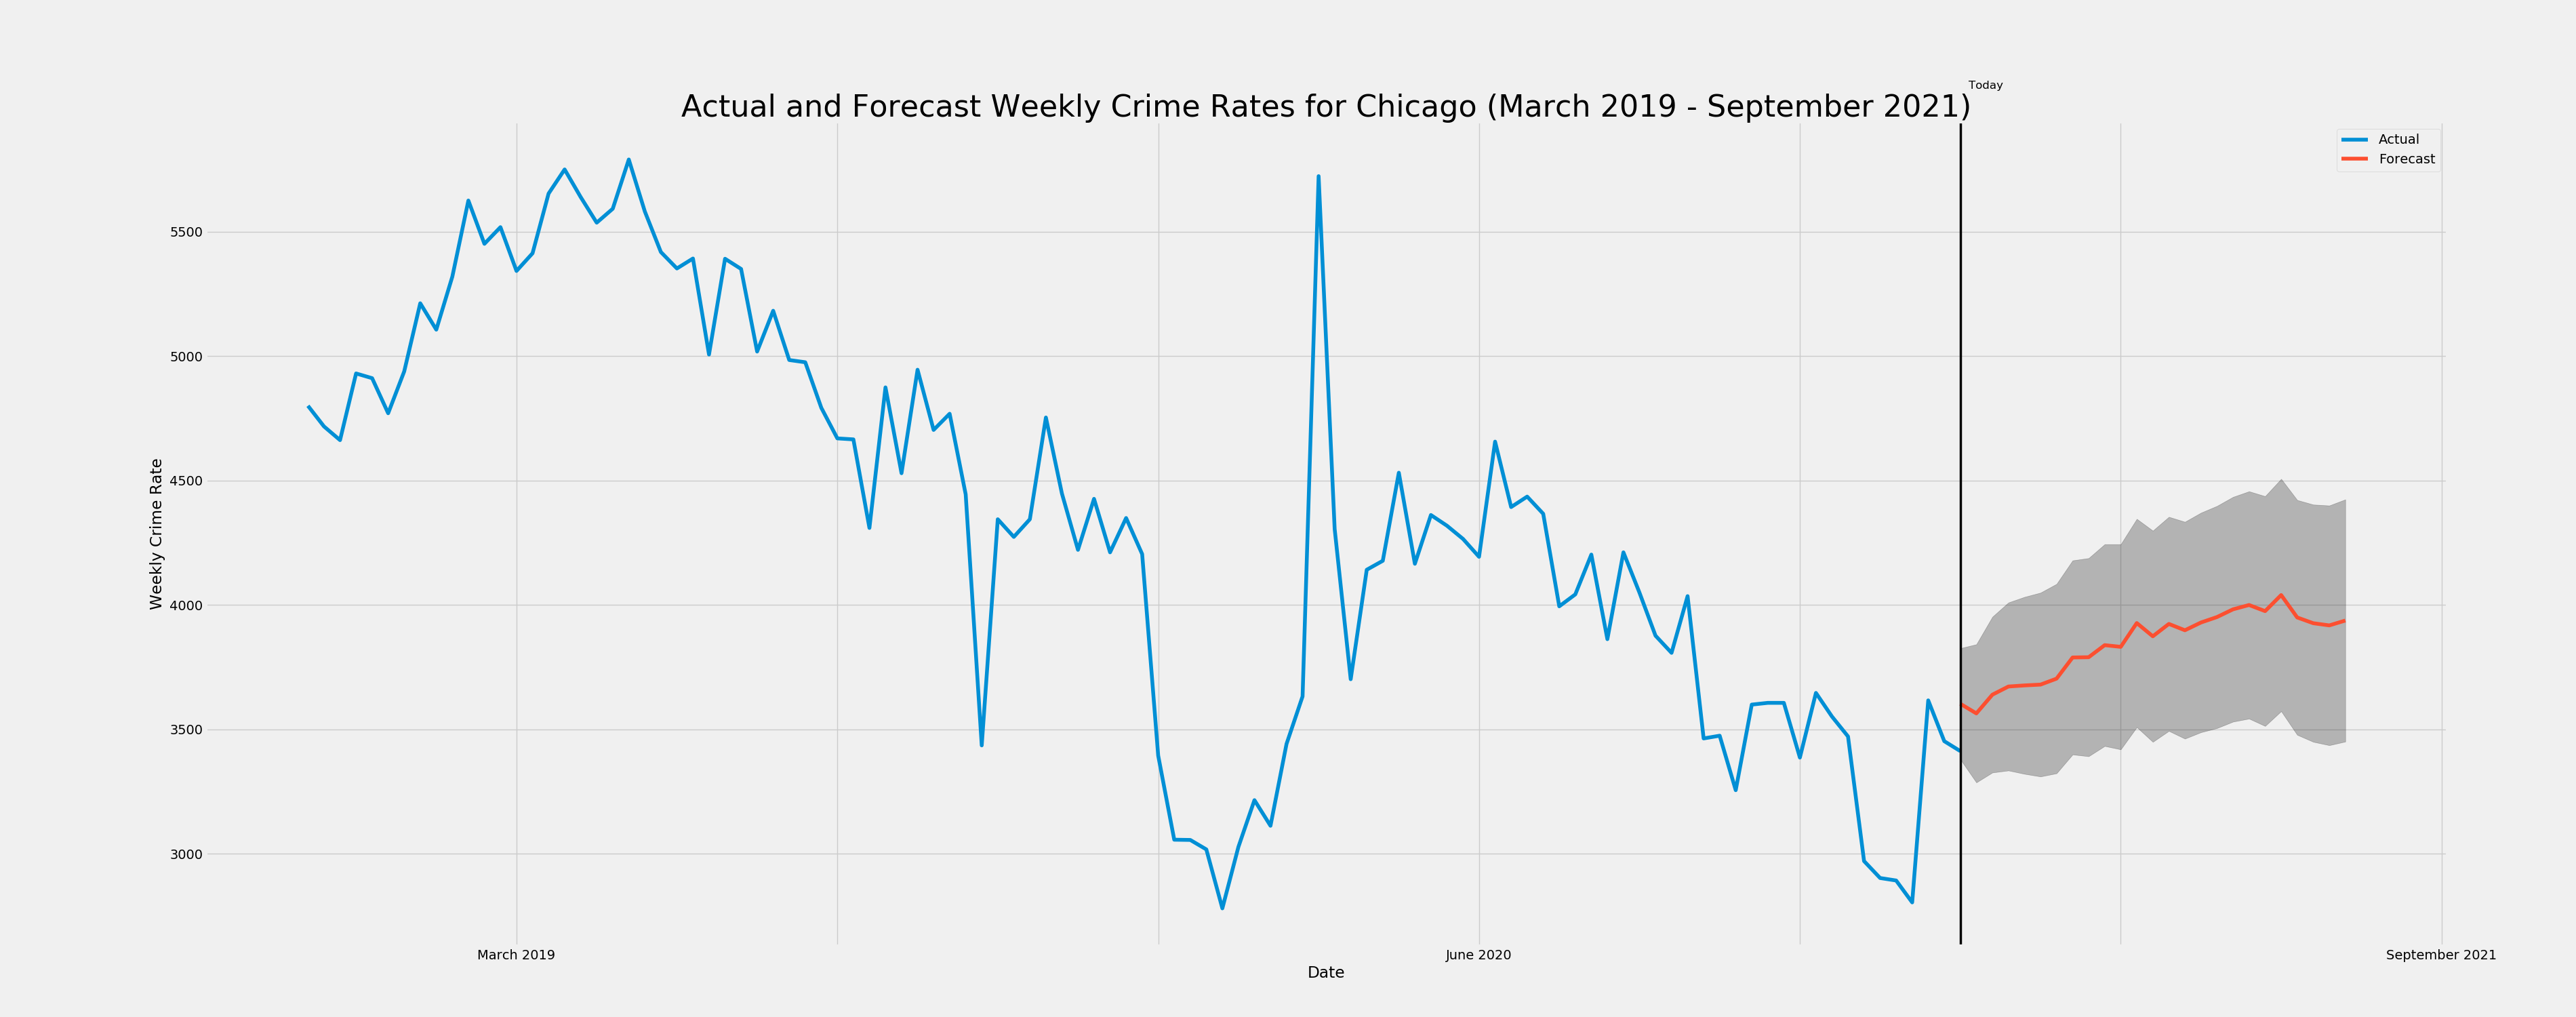 Today
Actual and Forecast Weekly Crime Rates for Chicago (March 2019 - September 2021)
Actual
Forecast
5500
5000
4500
4000
3500
3000
Weekly Crime Rate
March 2019
June 2020
September 2021
Date